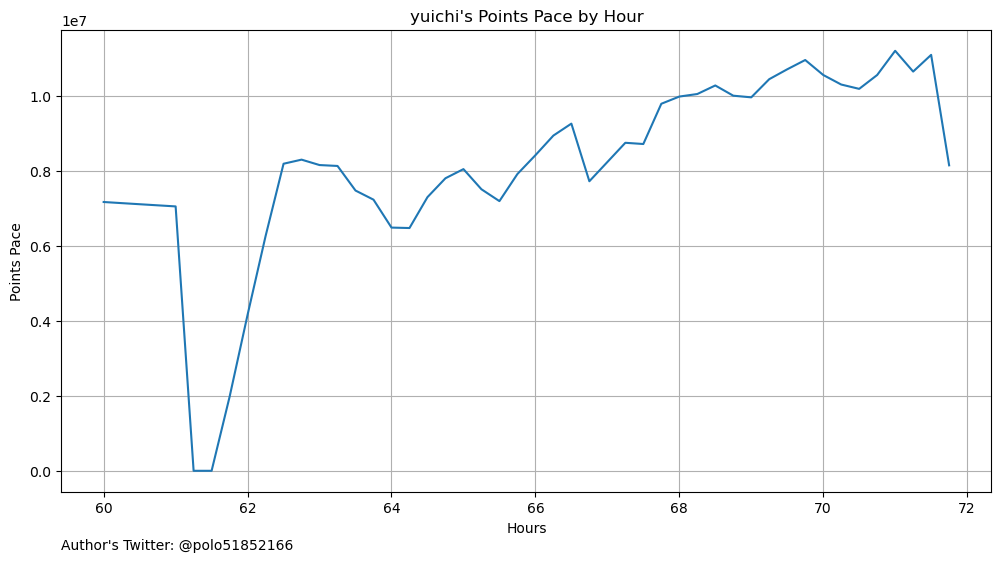 yuichi's Points Pace by Hour
1e7
1.0
0.8
0.6
0.4
0.2
0.0
Points Pace
60 62 64 66 68 70 72
Hours
Author's Twitter: @polo51852166